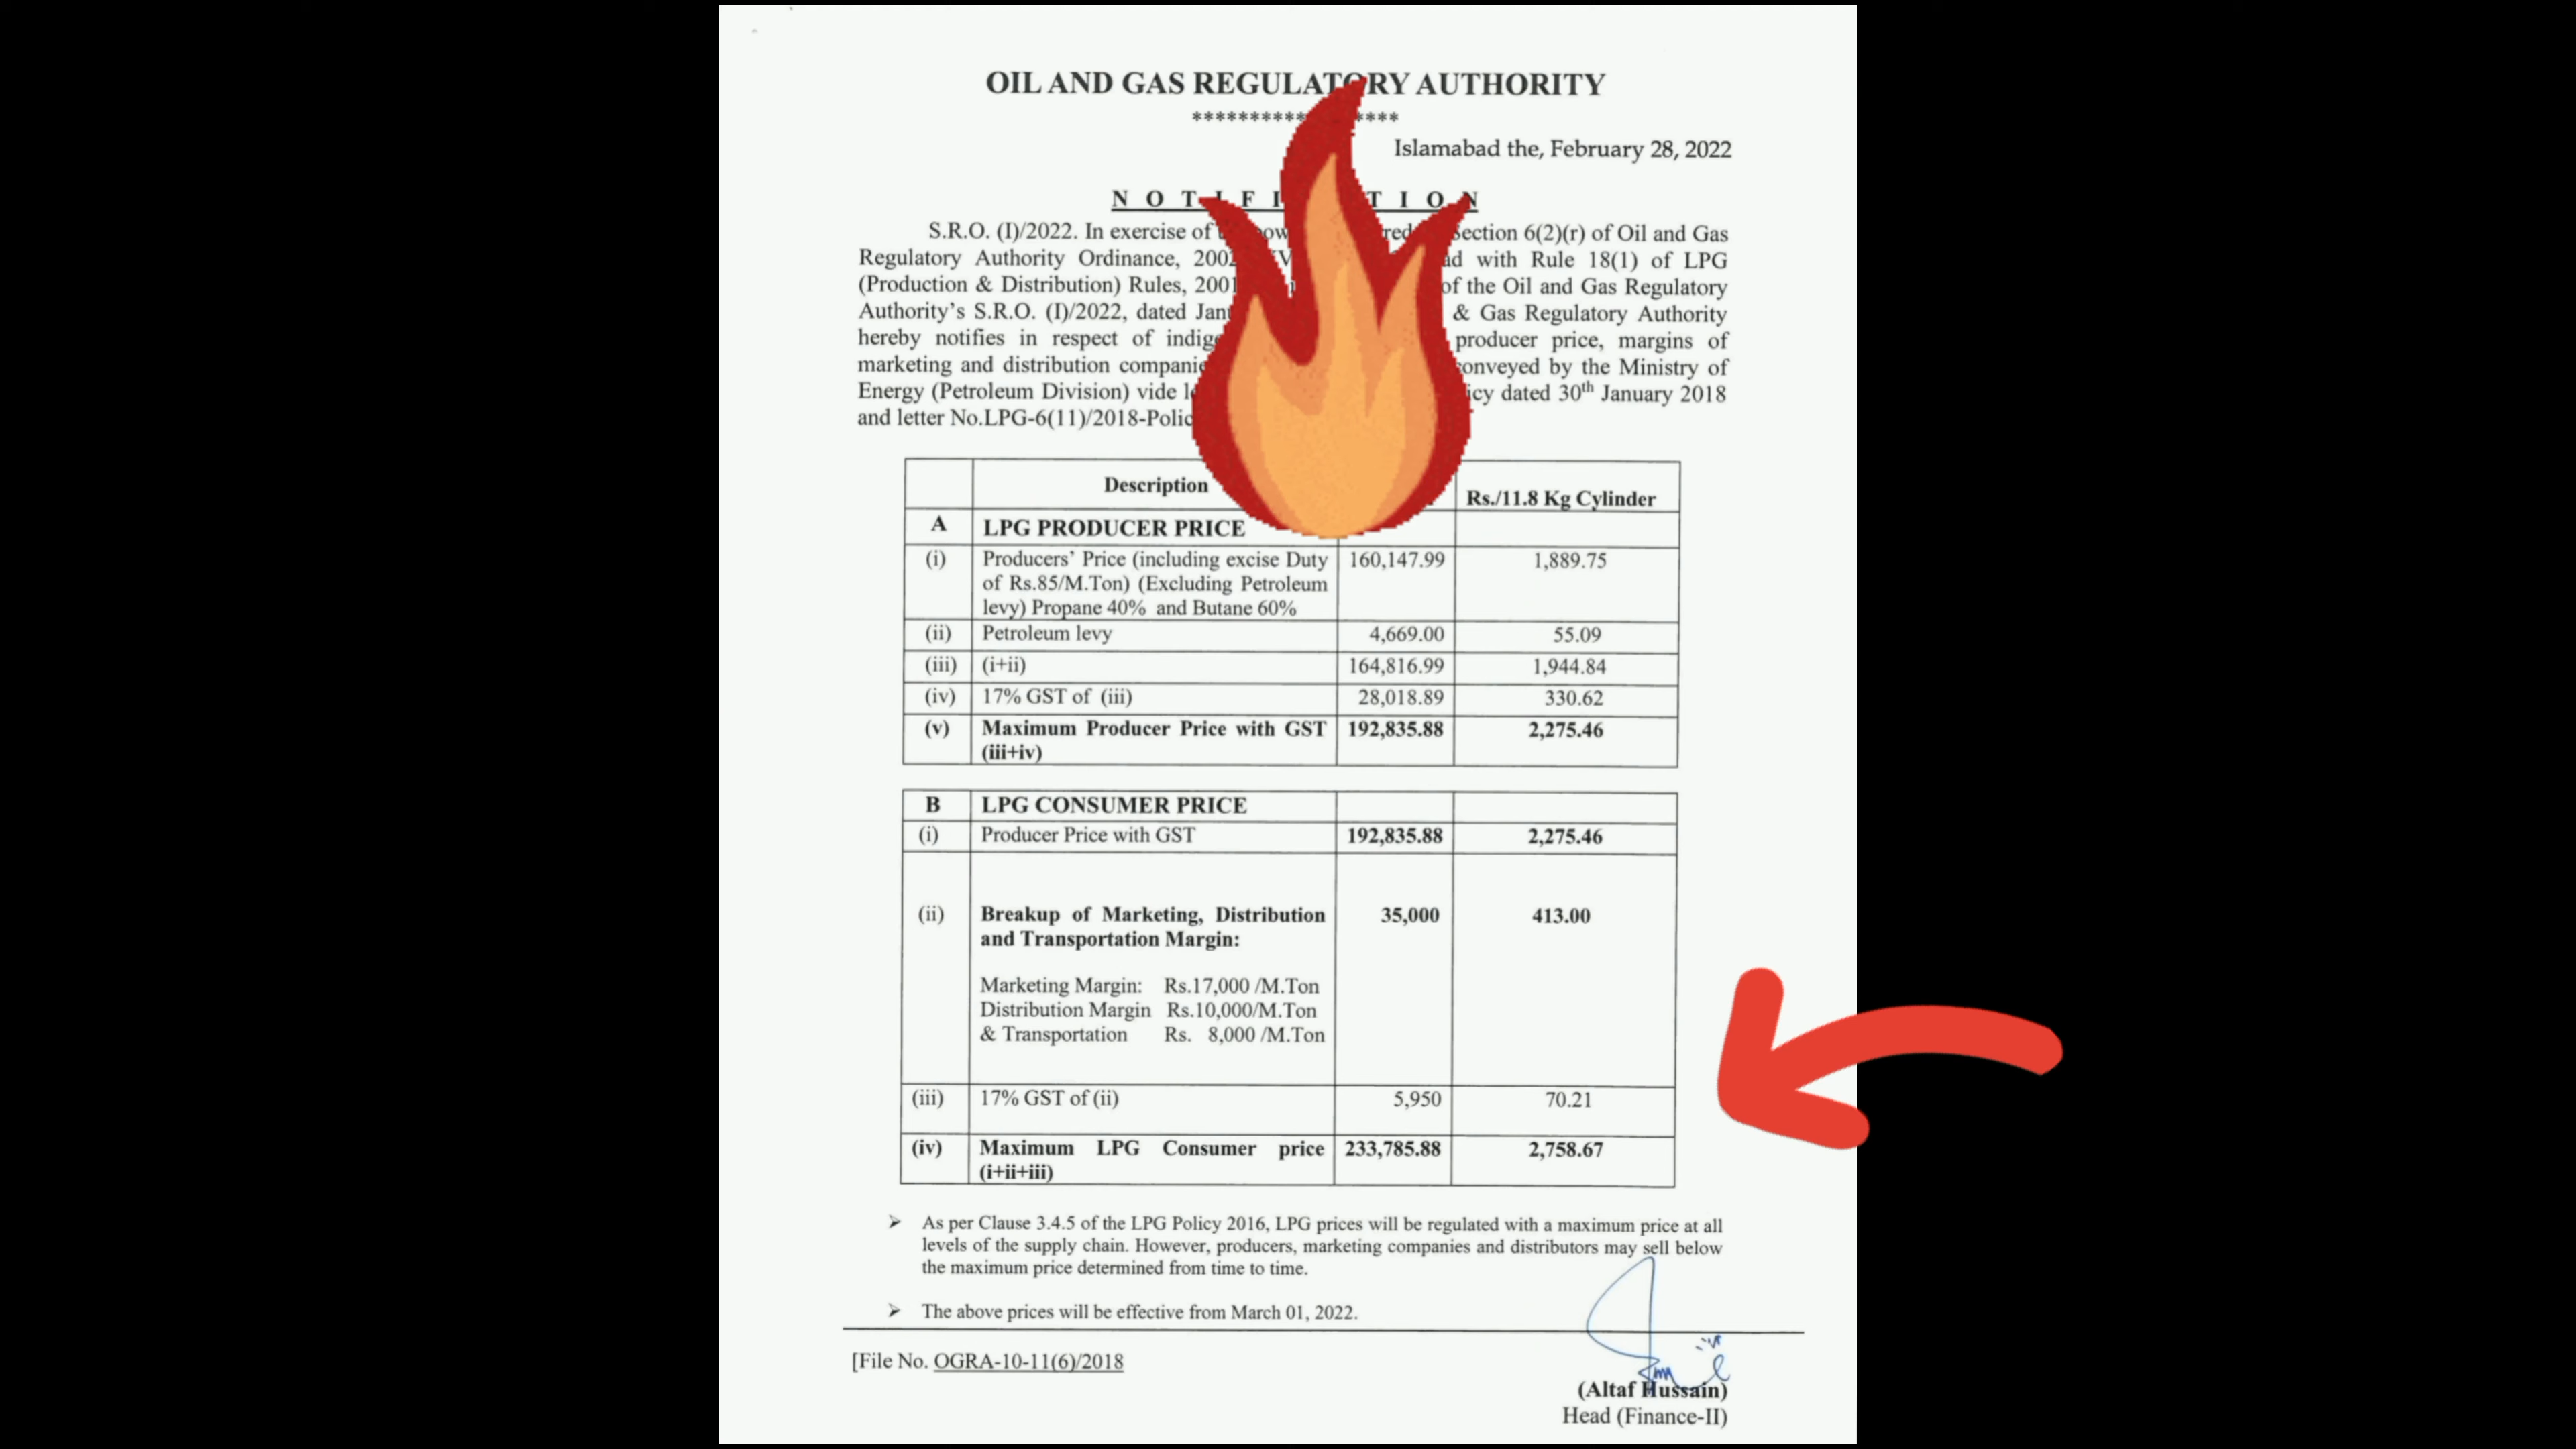 OIL AND GAS REGULATORY AUTHORITY
******************
Islamabad the, February 28, 2022
N O T I F I T I O N
S.R.O. (I)/2022. In exercise of Section 6(2)(r) of Oil and Gas
Regulatory Authority Ordinance, 2002 with Rule 18(1) of LPG
(Production & Distribution) Rules, 2001 of the Oil and Gas Regulatory
Authority's S.R.O. (I)/2022, dated & Gas Regulatory Authority
hereby notifies in respect of producer price, margins of
marketing and distribution conveyed by the Ministry of
Energy (Petroleum Division) vide dated 30th January 2018
and letter No.LPG-6(11)/2018-Polic
Description Rs./11.8 Kg Cylinder
A LPG PRODUCER PRICE
(i) Producers' Price (including excise Duty 160,147.99 1,889.75
of Rs.85/M.Ton) (Excluding Petroleum
levy) Propane 40% and Butane 60%
(ii) Petroleum levy 4,669.00 55.09
(iii) (i+ii) 164,816.99 1,944.84
(iv) 17% GST of (iii) 28,018.89 330.62
(v) Maximum Producer Price with GST 192,835.88 2,275.46
(iii+iv)
B LPG CONSUMER PRICE
(i) Producer Price with GST 192,835.88 2,275.46
(ii) Breakup of Marketing, Distribution 35,000 413.00
and Transportation Margin:
Marketing Margin: Rs.17,000 /M.Ton
Distribution Margin Rs.10,000/M.Ton
& Transportation Rs. 8,000 /M.Ton
(iii) 17% GST of (ii) 5,950 70.21
(iv) Maximum LPG Consumer price 233,785.88 2,758.67
(i+ii+iii)
➢ As per Clause 3.4.5 of the LPG Policy 2016, LPG prices will be regulated with a maximum price at all
levels of the supply chain. However, producers, marketing companies and distributors may sell below
the maximum price determined from time to time.
➢ The above prices will be effective from March 01, 2022.
[File No. OGRA-10-11(6)/2018
(Altaf Hussain)
Head (Finance-II)